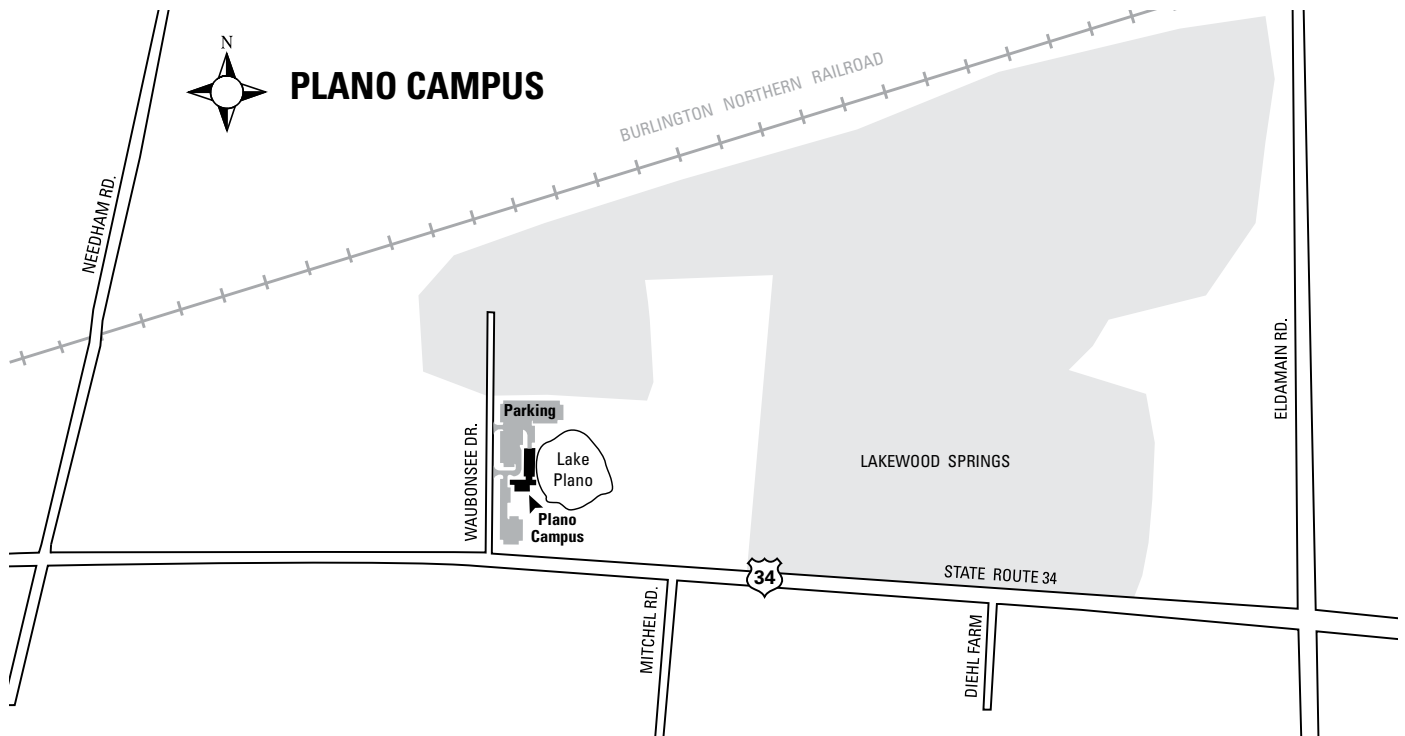 N
PLANO CAMPUS
BURLINGTON NORTHERN RAILROAD
NEEDHAM RD.
ELDAMAIN RD.
Parking
WAUBONSEE DR.
Lake
Plano
LAKEWOOD SPRINGS
Plano
Campus
34
STATE ROUTE 34
MITCHEL RD.
DIEHL FARM